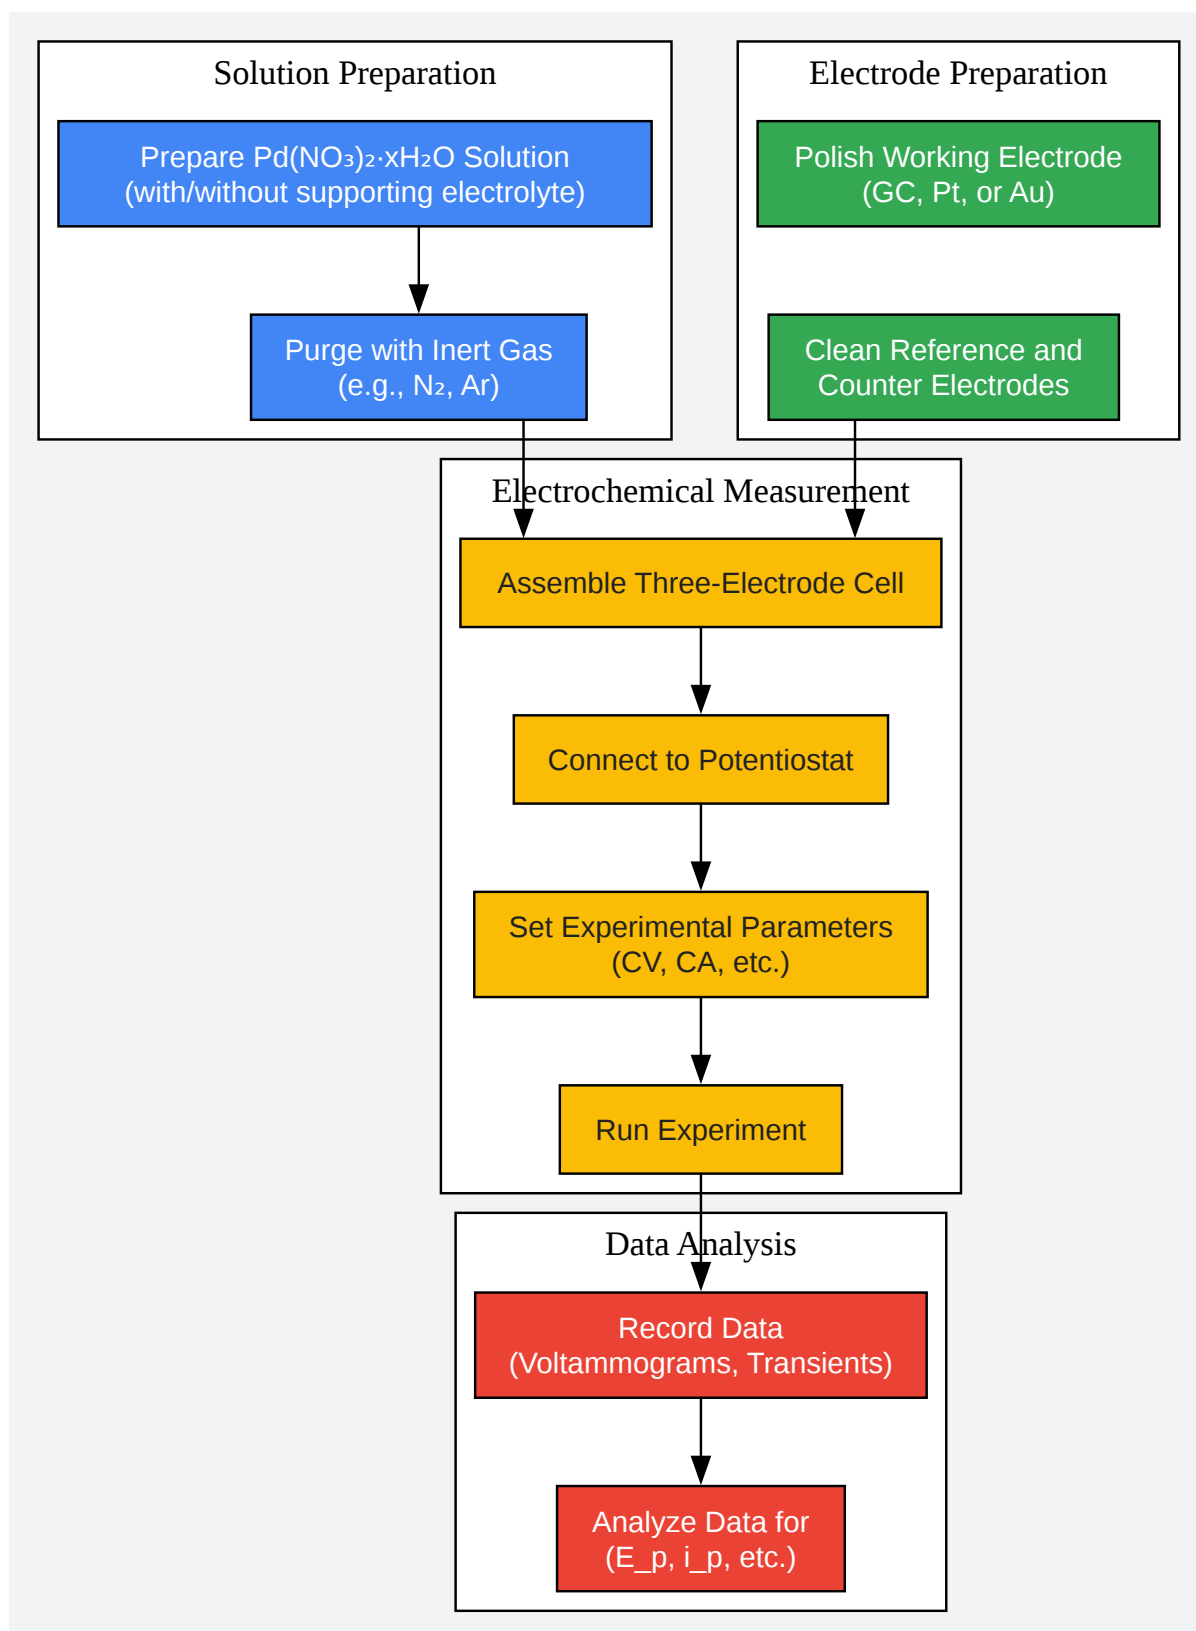 Solution Preparation
Prepare Pd(NO₃)₂·xH₂O Solution
(with/without supporting electrolyte)
Purge with Inert Gas
(e.g., N₂, Ar)
Electrode Preparation
Polish Working Electrode
(GC, Pt, or Au)
Clean Reference and
Counter Electrodes
Electrochemical Measurement
Assemble Three-Electrode Cell
Connect to Potentiostat
Set Experimental Parameters
(CV, CA, etc.)
Run Experiment
Data Analysis
Record Data
(Voltammograms, Transients)
Analyze Data for
(E_p, i_p, etc.)